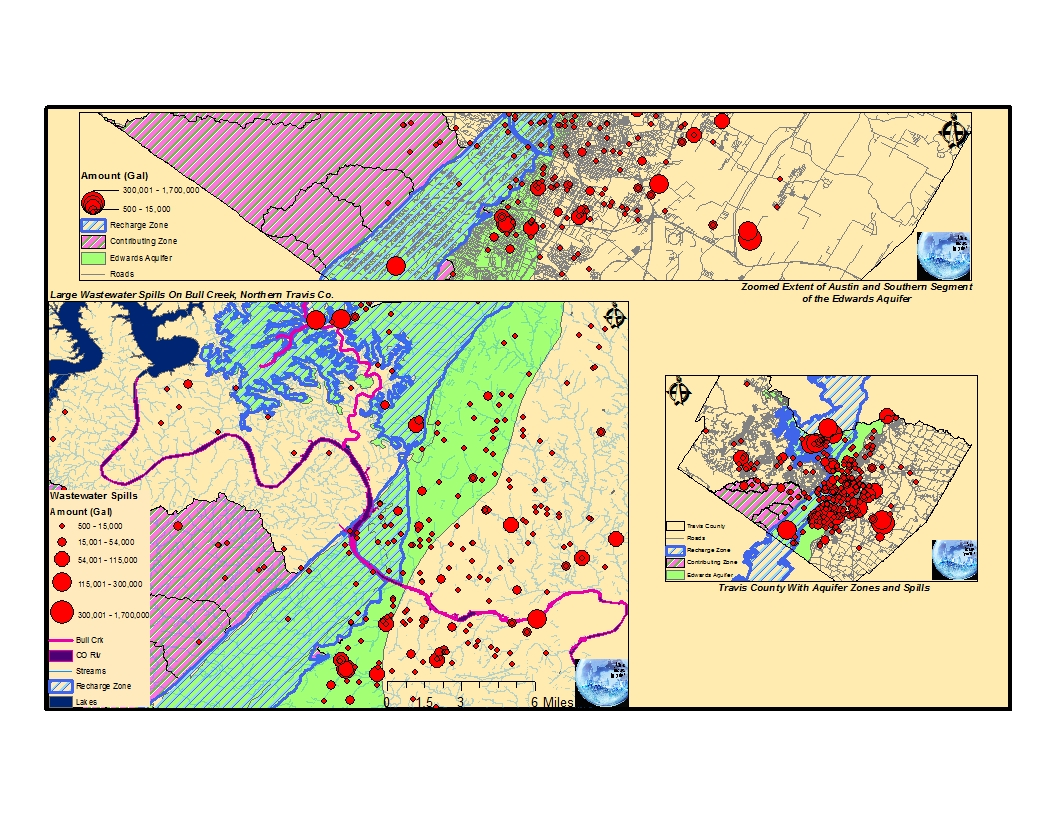 Amount (Gal)
300,001 - 1,700,000
500 - 15,000
Recharge Zone
Contributing Zone
Edwards Aquifer
Roads
Zoomed Extent of Austin and Southern Segment
of the Edwards Aquifer
Large Wastewater Spills On Bull Creek, Northern Travis Co.
Wastewater Spills
Amount (Gal)
500 - 15,000
15,001 - 54,000
54,001 - 115,000
115,001 - 300,000
300,001 - 1,700,000
Bull Crk
CO Riv
Streams
Recharge Zone
Lakes
0 1.5 3 6 Miles
Travis County
Roads
Recharge Zone
Contributing Zone
Edwards Aquifer
Travis County With Aquifer Zones and Spills